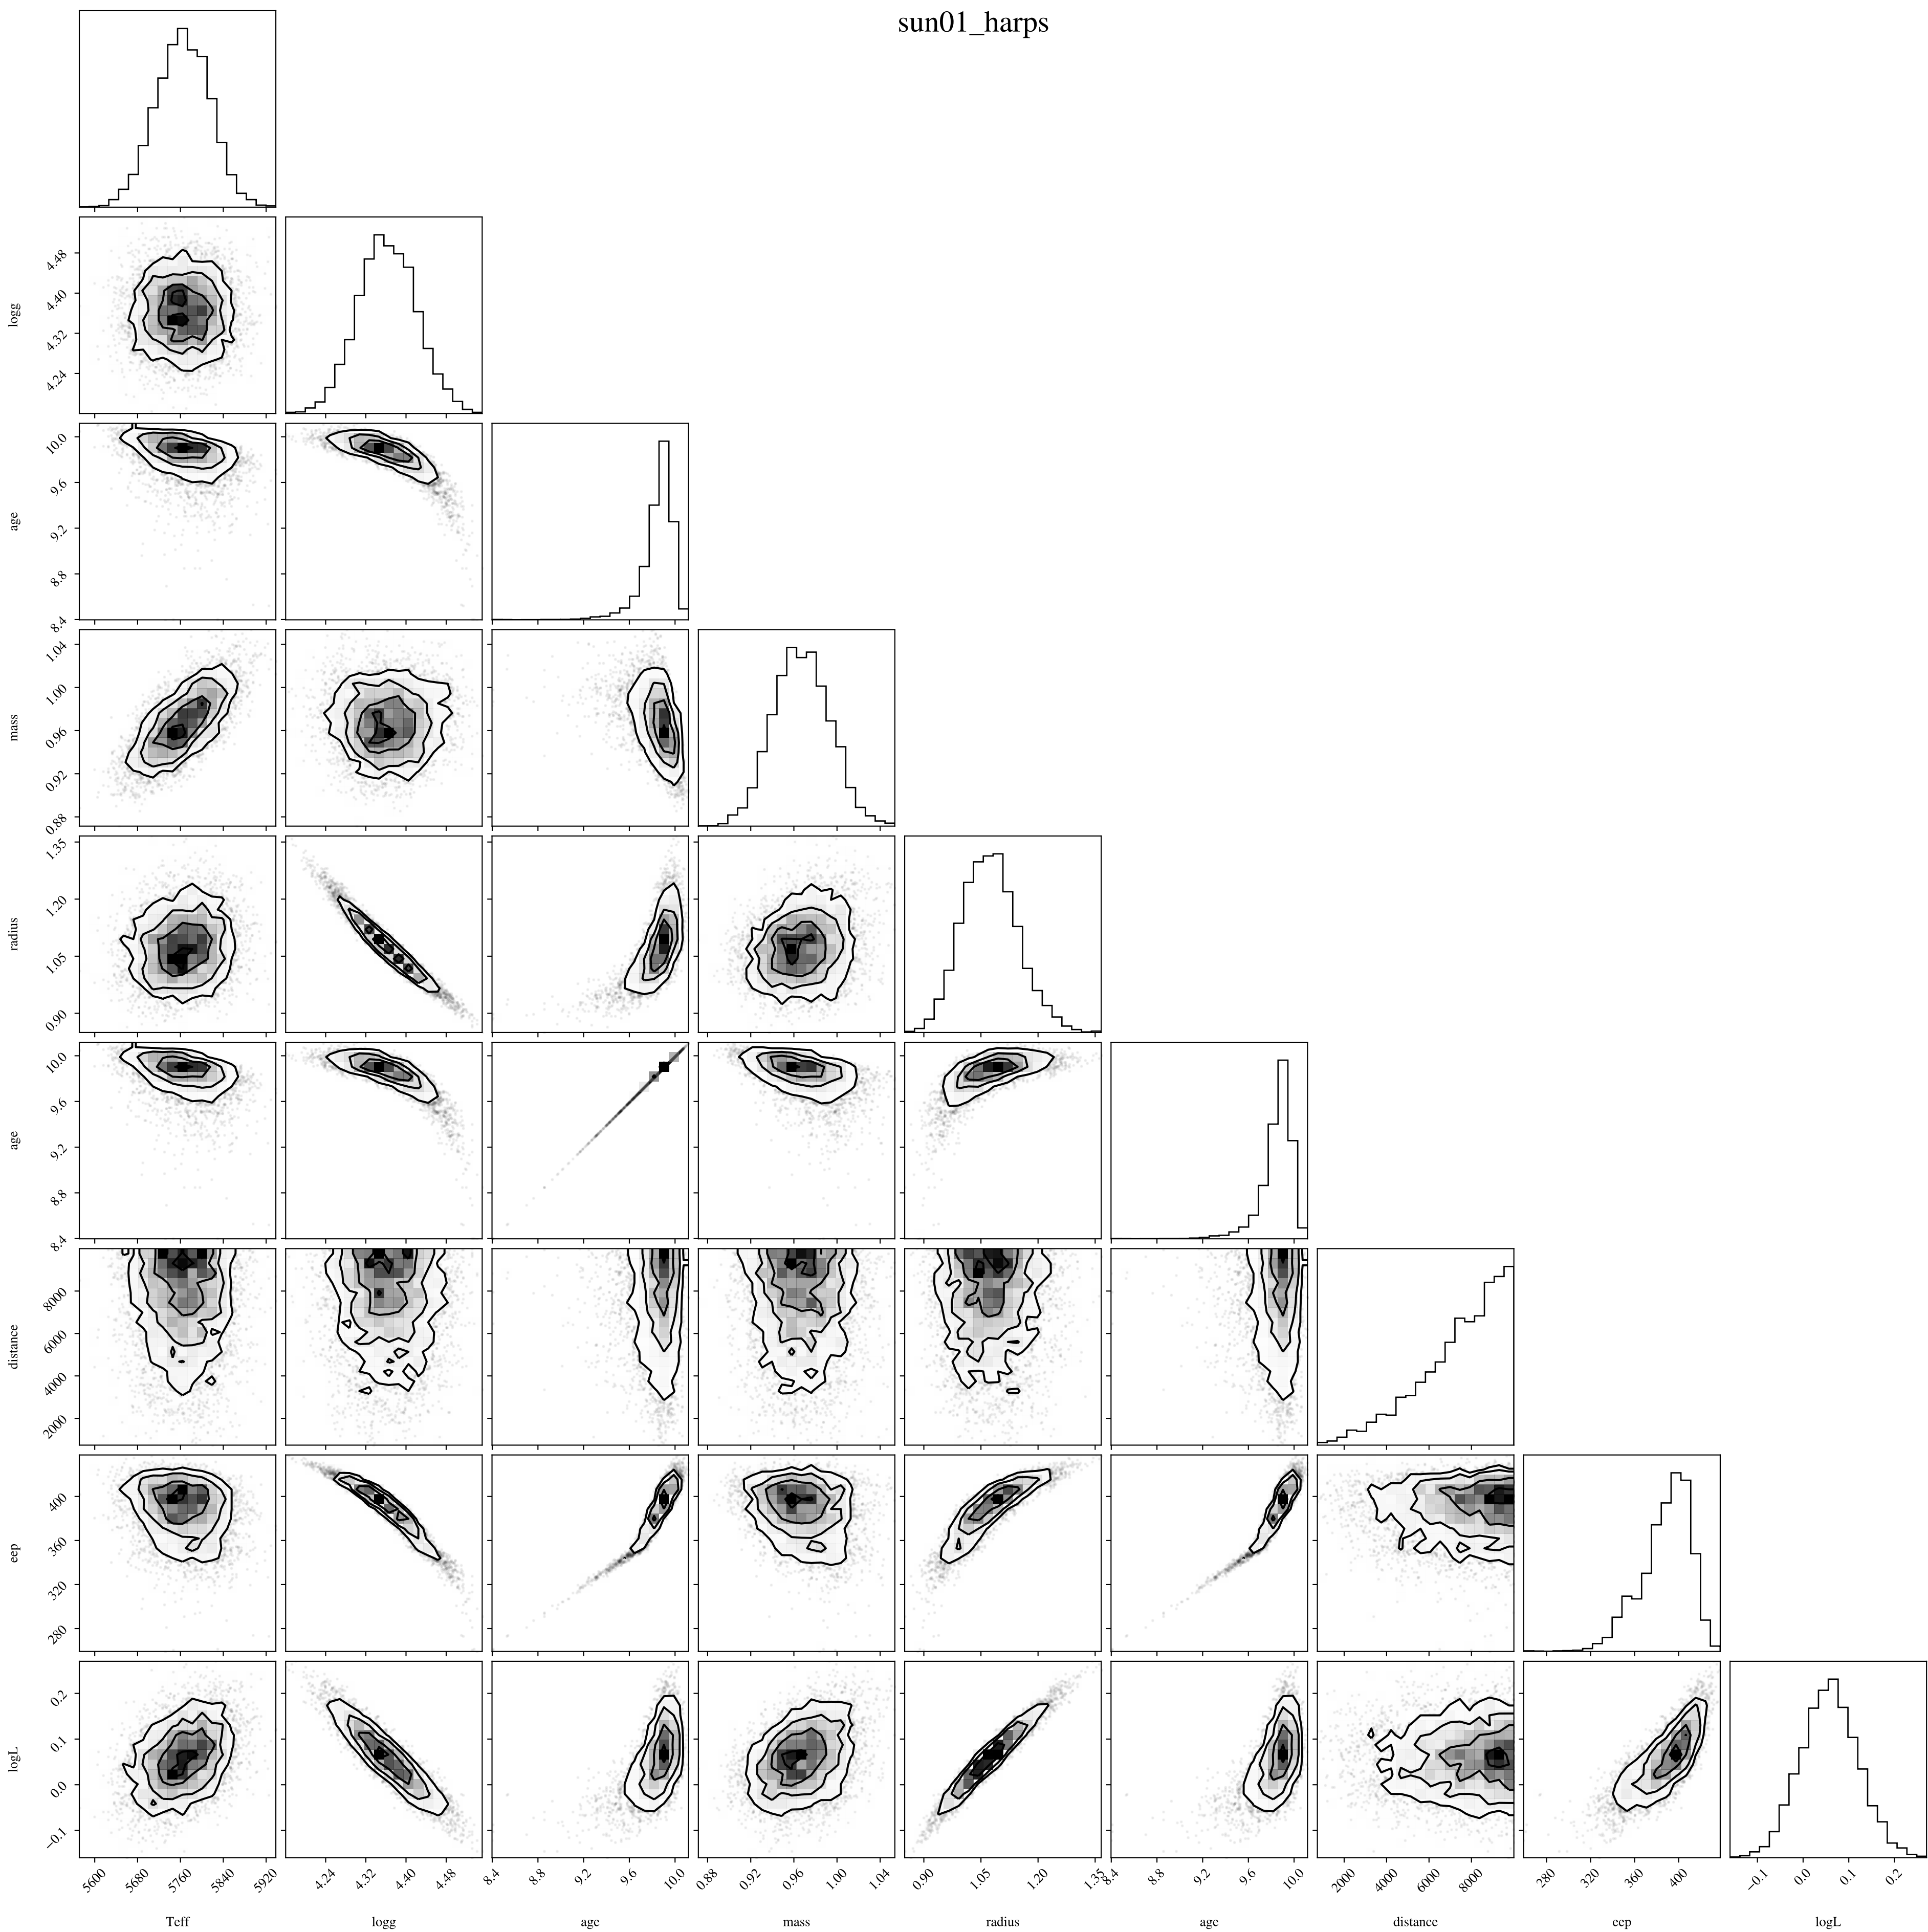 sun01_harps
4.48
4.40
4.32
4.24
logg
10.0
9.6
9.2
8.8
8.4
age
1.04
1.00
0.96
0.92
0.88
mass
1.35
1.20
1.05
0.90
radius
10.0
9.6
9.2
8.8
8.4
age
8000
6000
4000
2000
distance
400
360
320
280
eep
0.2
0.1
0.0
−0.1
logL
5600 5680 5760 5840 5920
4.24 4.32 4.40 4.48
8.4 8.8 9.2 9.6 10.0
0.88 0.92 0.96 1.00 1.04
0.90 1.05 1.20 1.35
8.4 8.8 9.2 9.6 10.0
2000 4000 6000 8000
280 320 360 400
−0.1 0.0 0.1 0.2
Teff logg age mass radius age distance eep logL